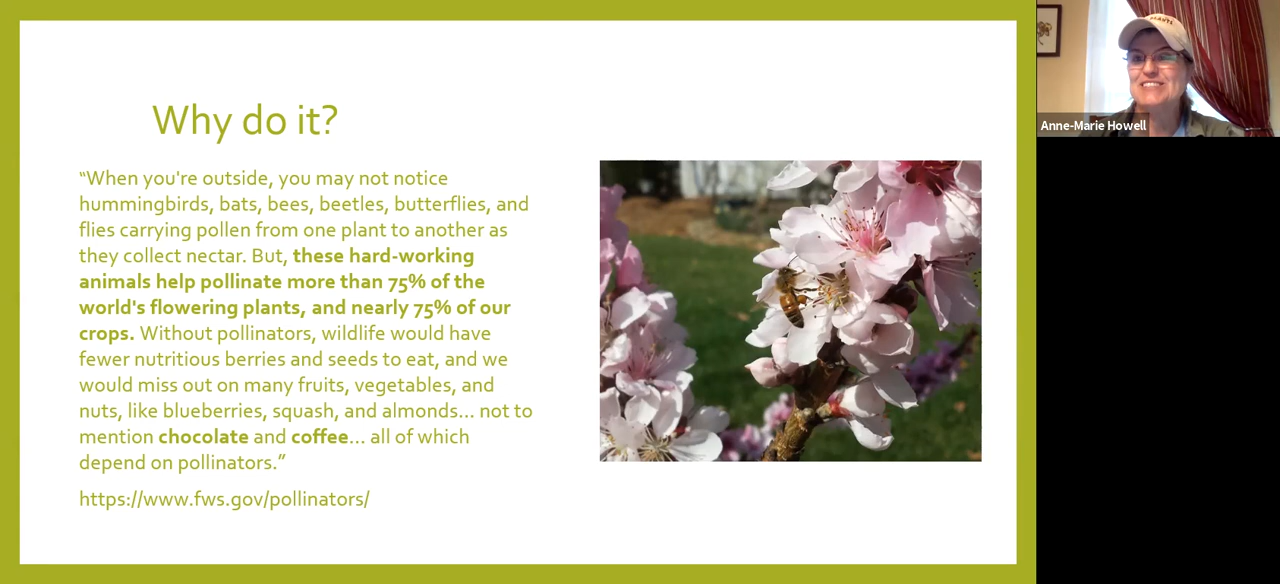 Why do it?
“When you're outside, you may not notice
hummingbirds, bats, bees, beetles, butterflies, and
flies carrying pollen from one plant to another as
they collect nectar. But, these hard-working
animals help pollinate more than 75% of the
world's flowering plants, and nearly 75% of our
crops. Without pollinators, wildlife would have
fewer nutritious berries and seeds to eat, and we
would miss out on many fruits, vegetables, and
nuts, like blueberries, squash, and almonds... not to
mention chocolate and coffee... all of which
depend on pollinators.”
https://www.fws.gov/pollinators/
Anne-Marie Howell